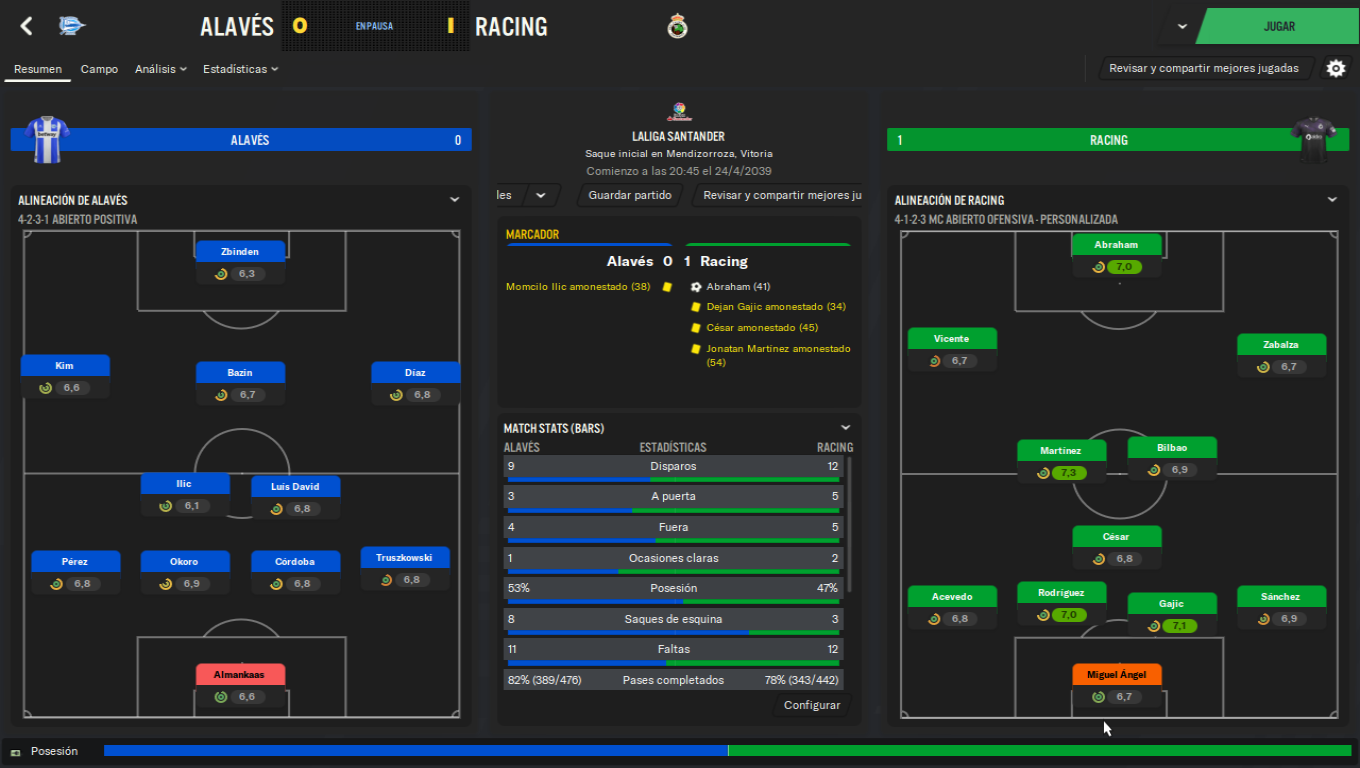 ALAVÉS 0 EN PAUSA 1 RACING
JUGAR
Resumen Campo Análisis Estadísticas
Revisar y compartir mejores jugadas
ALAVÉS 0
LALIGA SANTANDER
Saque inicial en Mendizorroza, Vitoria
Comienzo a las 20:45 el 24/4/2039
les Guardar partido Revisar y compartir mejores ju
1 RACING
ALINEACIÓN DE ALAVÉS
4-2-3-1 ABIERTO POSITIVA
Zbinden
6,3
Kim
6,6
Bazin
6,7
Díaz
6,8
Ilic
6,1
Luís David
6,8
Pérez
6,8
Okoro
6,9
Córdoba
6,8
Truszkowski
6,8
Almankaas
6,6
MARCADOR
Alavés 0 1 Racing
Momcilo Ilic amonestado (38)
Abraham (41)
Dejan Gajic amonestado (34)
César amonestado (45)
Jonatan Martínez amonestado
(54)
MATCH STATS (BARS)
ALAVÉS ESTADÍSTICAS RACING
9 Disparos 12
3 A puerta 5
4 Fuera 5
1 Ocasiones claras 2
53% Posesión 47%
8 Saques de esquina 3
11 Faltas 12
82% (389/476) Pases completados 78% (343/442)
Configurar
ALINEACIÓN DE RACING
4-1-2-3 MC ABIERTO OFENSIVA - PERSONALIZADA
Abraham
7,0
Vicente
6,7
Zabalza
6,7
Martínez
7,3
Bilbao
6,9
César
6,8
Acevedo
6,8
Rodríguez
7,0
Gajic
7,1
Sánchez
6,9
Miguel Ángel
6,7
Posesión